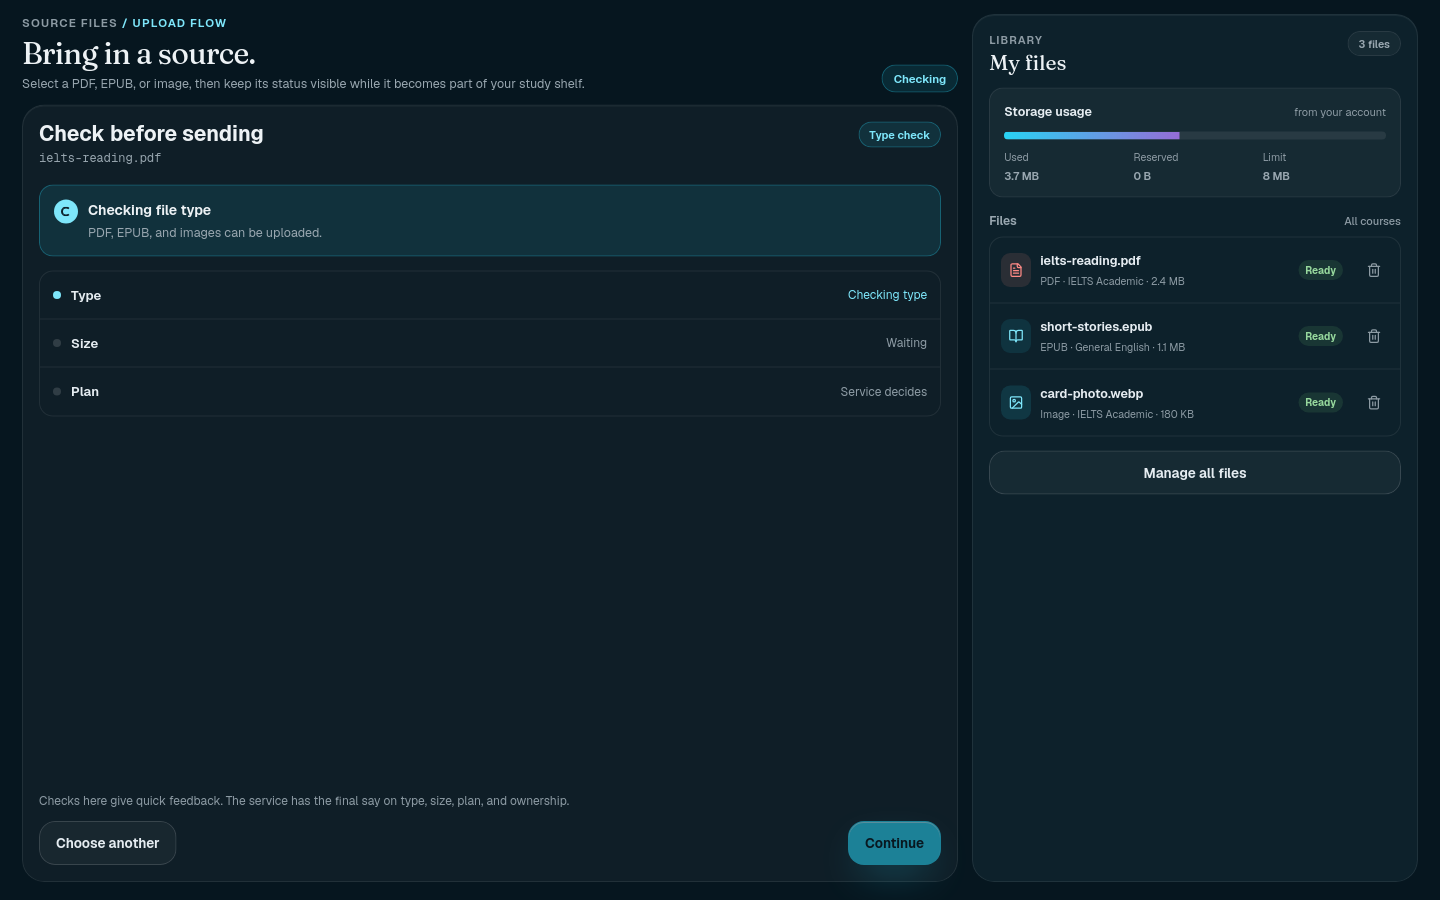 SOURCE FILES / UPLOAD FLOW
Bring in a source.
Select a PDF, EPUB, or image, then keep its status visible while it becomes part of your study shelf.
Checking
Check before sending
ielts-reading.pdf
Type check
C
Checking file type
PDF, EPUB, and images can be uploaded.
Type
Checking type
Size
Waiting
Plan
Service decides
Checks here give quick feedback. The service has the final say on type, size, plan, and ownership.
Choose another
Continue
LIBRARY
My files
3 files
Storage usage
from your account
Used
Reserved
Limit
3.7 MB
0 B
8 MB
Files
All courses
ielts-reading.pdf
PDF · IELTS Academic · 2.4 MB
Ready
short-stories.epub
EPUB · General English · 1.1 MB
Ready
card-photo.webp
Image · IELTS Academic · 180 KB
Ready
Manage all files